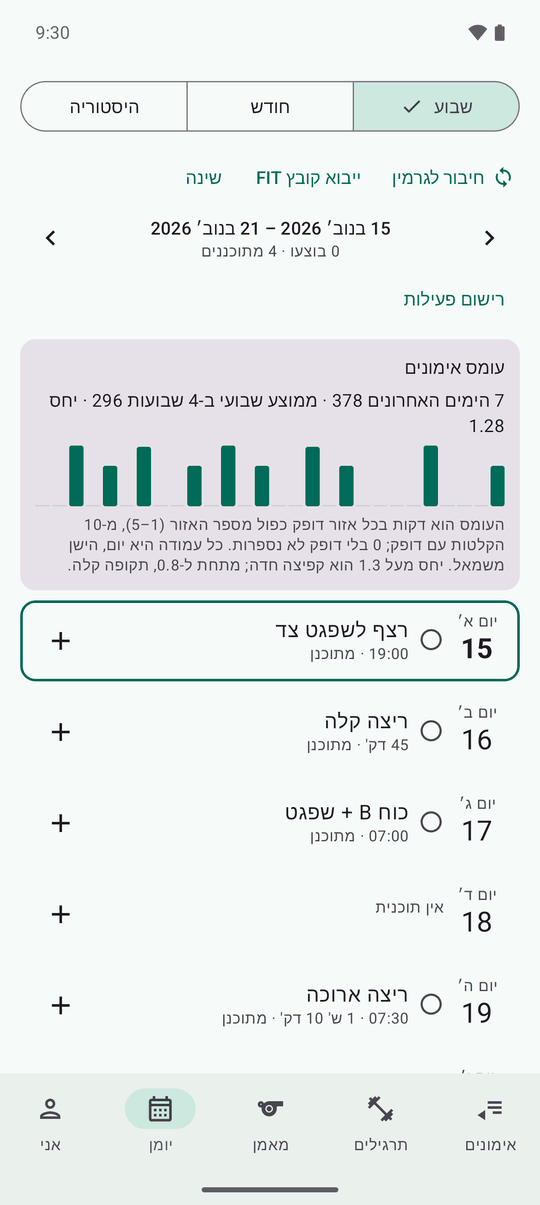 9:30
שבוע
חודש
היסטוריה
חיבור לגרמין
ייבוא קובץ FIT
שינה
15 בנוב׳ 2026 – 21 בנוב׳ 2026
0 בוצעו · 4 מתוכננים
רישום פעילות
עומס אימונים
7 הימים האחרונים 378 · ממוצע שבועי ב-4 שבועות 296 · יחס
1.28
העומס הוא דקות בכל אזור דופק כפול מספר האזור (1–5), מ-10
הקלטות עם דופק; 0 בלי דופק לא נספרות. כל עמודה היא יום, הישן
משמאל. יחס מעל 1.3 הוא קפיצה חדה; מתחת ל-0.8, תקופה קלה.
יום א׳
15
רצף לשפגט צד
19:00 · מתוכנן
יום ב׳
16
ריצה קלה
45 דק' · מתוכנן
יום ג׳
17
כוח B + שפגט
07:00 · מתוכנן
יום ד׳
18
אין תוכנית
יום ה׳
19
ריצה ארוכה
07:30 · 1 ש' 10 דק' · מתוכנן
אימונים
תרגילים
מאמן
יומן
אני